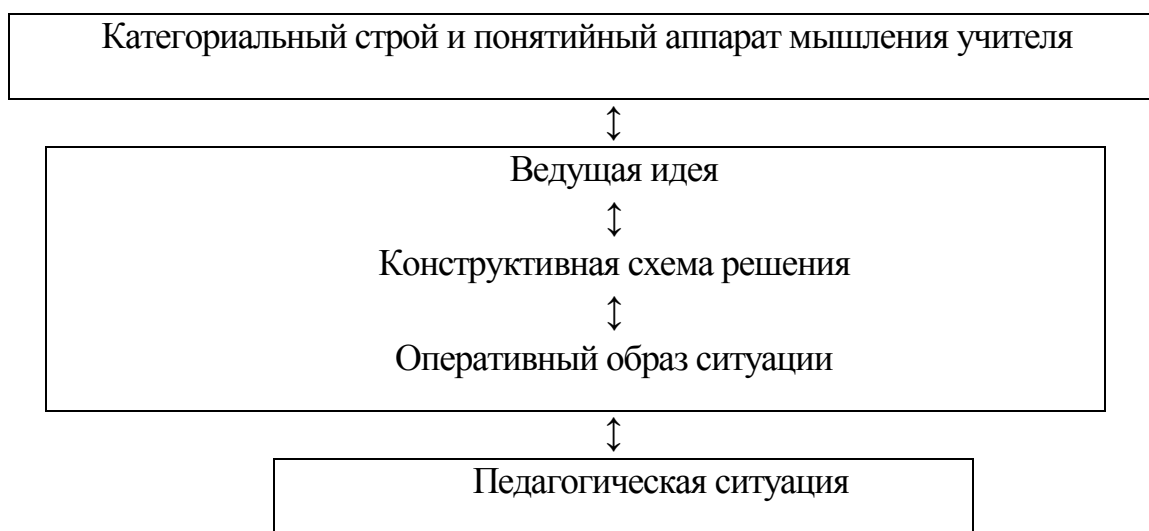 Категориальный строй и понятийный аппарат мышления учителя
↕
Ведущая идея
↕
Конструктивная схема решения
↕
Оперативный образ ситуации
↕
Педагогическая ситуация